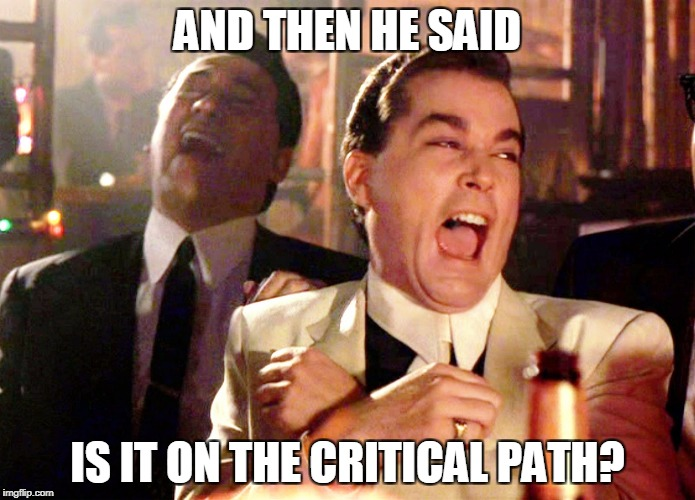 AND THEN HE SAID
IS IT ON THE CRITICAL PATH?
imgflip.com